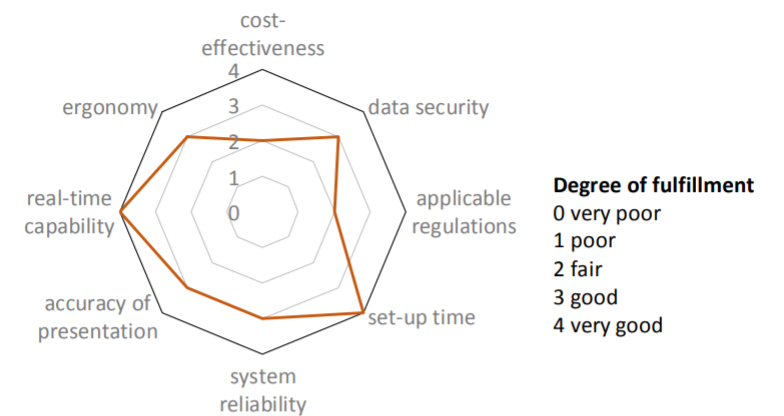 cost-
effectiveness
4
3
2
1
0
ergonomy
data security
real-time
capability
applicable
regulations
accuracy of
presentation
set-up time
system
reliability
Degree of fulfillment
0 very poor
1 poor
2 fair
3 good
4 very good